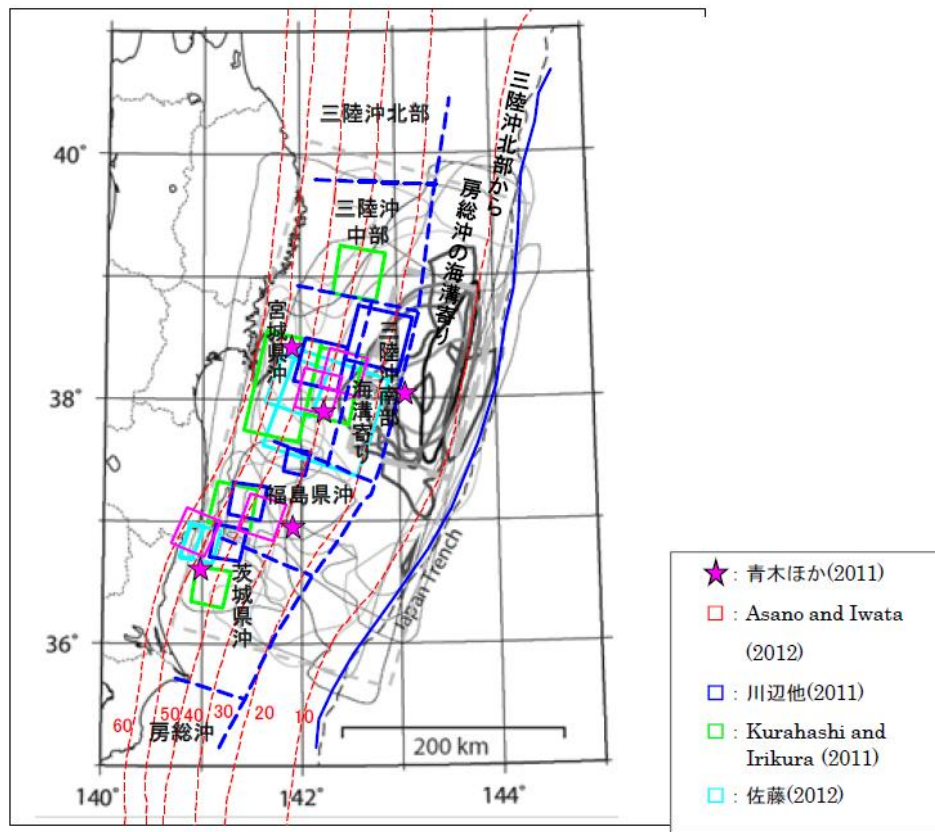 三陸沖北部
三陸沖北部から
房総沖の海溝寄り
40°
三陸沖
中部
宮城県沖
三陸沖南部
海溝寄り
38°
福島県沖
Japan Trench
茨城県沖
36°
60
50
40
30
20
10
房総沖
200 km
140°
142°
144°
: 青木ほか(2011)
: Asano and Iwata
(2012)
: 川辺他(2011)
: Kurahashi and
Irikura (2011)
: 佐藤(2012)